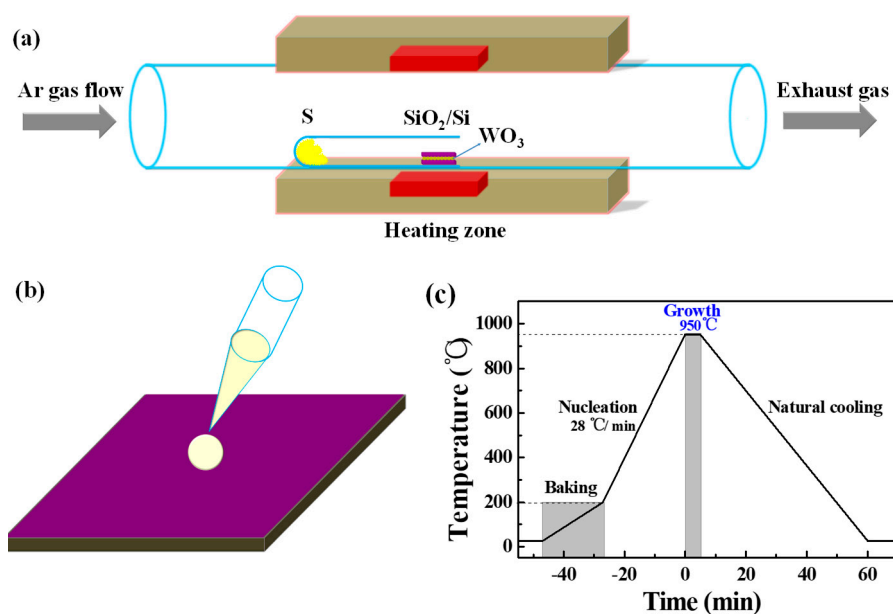 (a)
Ar gas flow
Exhaust gas
S
SiO₂/Si
WO₃
Heating zone
(b)
(c)
Growth
950℃
1000
800
600
400
200
0
Temperature (℃)
Nucleation
28 ℃/ min
Natural cooling
Baking
-40
-20
0
20
40
60
Time (min)